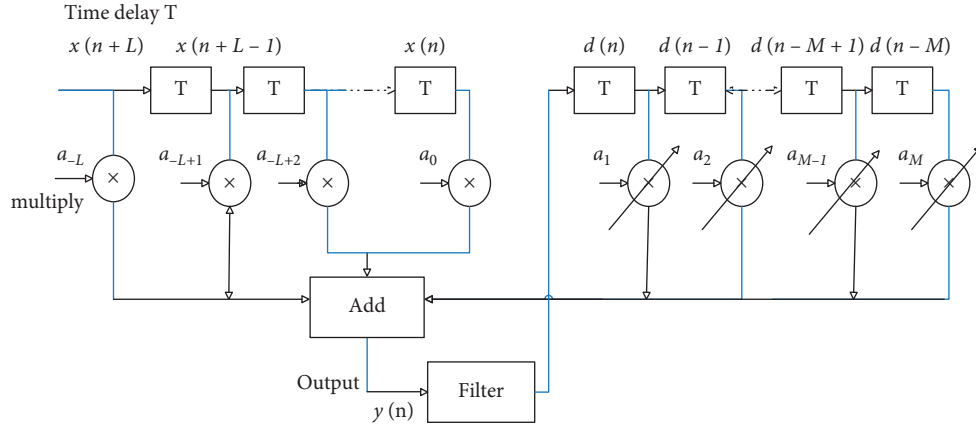 Time delay T
x (n + L) x (n + L – 1) x (n) d (n) d (n – 1) d (n – M + 1) d (n – M)
T T T T T T T
a–L a–L+1 a–L+2 a0 a1 a2 aM–1 aM
× × × × × × × ×
multiply
Add
Output
Filter
y (n)